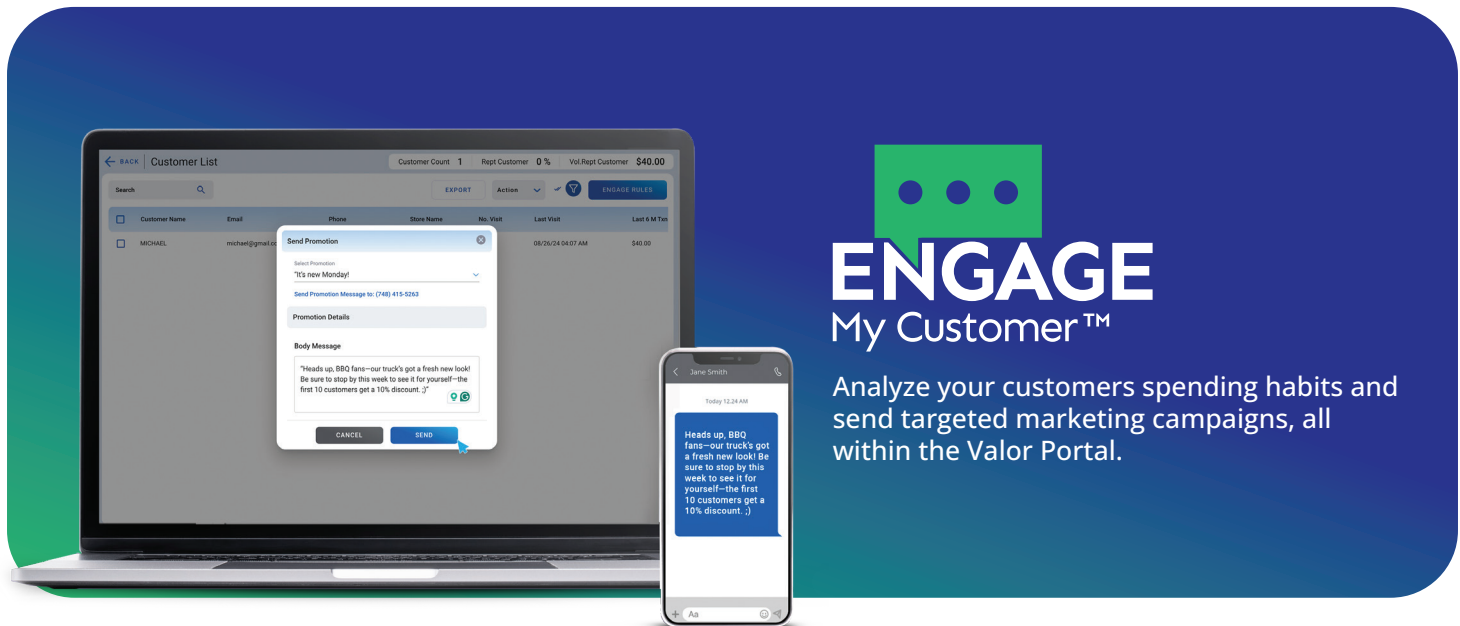 BACK
Customer List
Customer Count 1
Rept Customer 0 %
Vol.Rept Customer $40.00
Search
EXPORT
Action
ENGAGE RULES
Customer Name
Email
Phone
Store Name
No. Visit
Last Visit
Last 6 M Txn
MICHAEL
michael@gmail.co
08/26/24 04:07 AM
$40.00
Send Promotion
Select Promotion
"It's new Monday!
Send Promotion Message to: (748) 415-5263
Promotion Details
Body Message
"Heads up, BBQ fans—our truck's got a fresh new look!
Be sure to stop by this week to see it for yourself—the
first 10 customers get a 10% discount. ;)"
CANCEL
SEND
Jane Smith
Today 12.24 AM
Heads up, BBQ
fans—our truck's got
a fresh new look! Be
sure to stop by this
week to see it for
yourself—the first
10 customers get a
10% discount. ;)
Aa
ENGAGE
My Customer™
Analyze your customers spending habits and
send targeted marketing campaigns, all
within the Valor Portal.